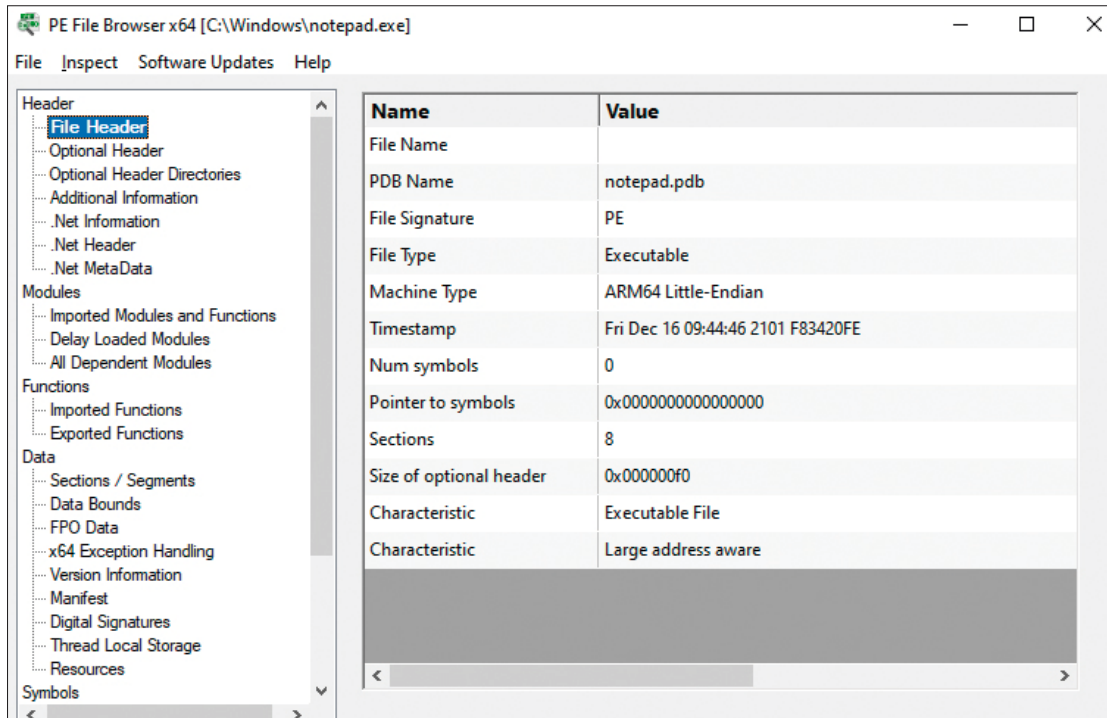 PE File Browser x64 [C:\Windows\notepad.exe]
File Inspect Software Updates Help
Header
File Header
Optional Header
Optional Header Directories
Additional Information
.Net Information
.Net Header
.Net MetaData
Modules
Imported Modules and Functions
Delay Loaded Modules
All Dependent Modules
Functions
Imported Functions
Exported Functions
Data
Sections / Segments
Data Bounds
FPO Data
x64 Exception Handling
Version Information
Manifest
Digital Signatures
Thread Local Storage
Resources
Symbols
Name Value
File Name
PDB Name notepad.pdb
File Signature PE
File Type Executable
Machine Type ARM64 Little-Endian
Timestamp Fri Dec 16 09:44:46 2101 F83420FE
Num symbols 0
Pointer to symbols 0x0000000000000000
Sections 8
Size of optional header 0x000000f0
Characteristic Executable File
Characteristic Large address aware